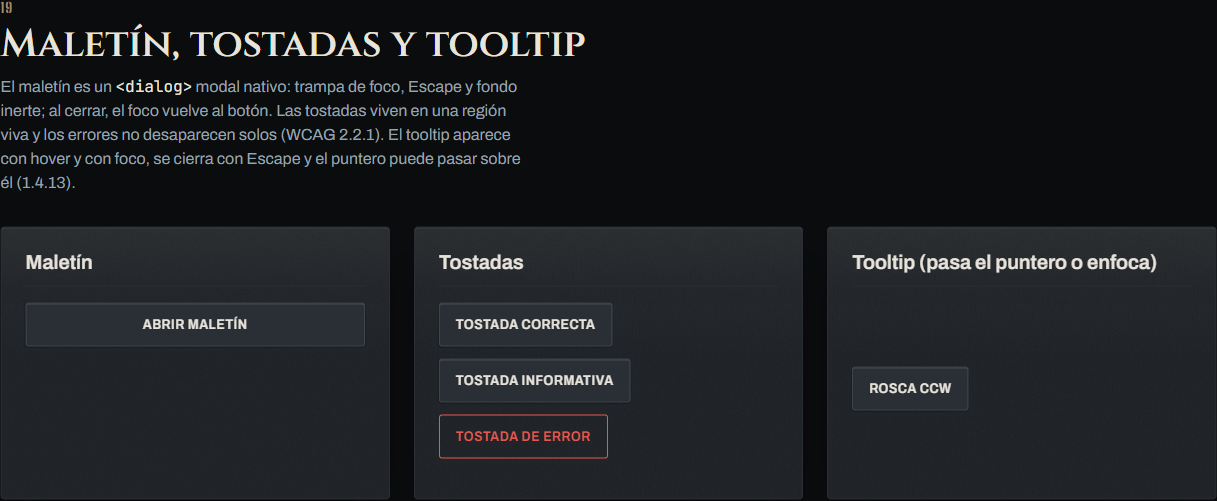 19
Maletín, tostadas y tooltip
El maletín es un <dialog> modal nativo: trampa de foco, Escape y fondo
inerte; al cerrar, el foco vuelve al botón. Las tostadas viven en una región
viva y los errores no desaparecen solos (WCAG 2.2.1). El tooltip aparece
con hover y con foco, se cierra con Escape y el puntero puede pasar sobre
él (1.4.13).
Maletín
ABRIR MALETÍN
Tostadas
TOSTADA CORRECTA
TOSTADA INFORMATIVA
TOSTADA DE ERROR
Tooltip (pasa el puntero o enfoca)
ROSCA CCW